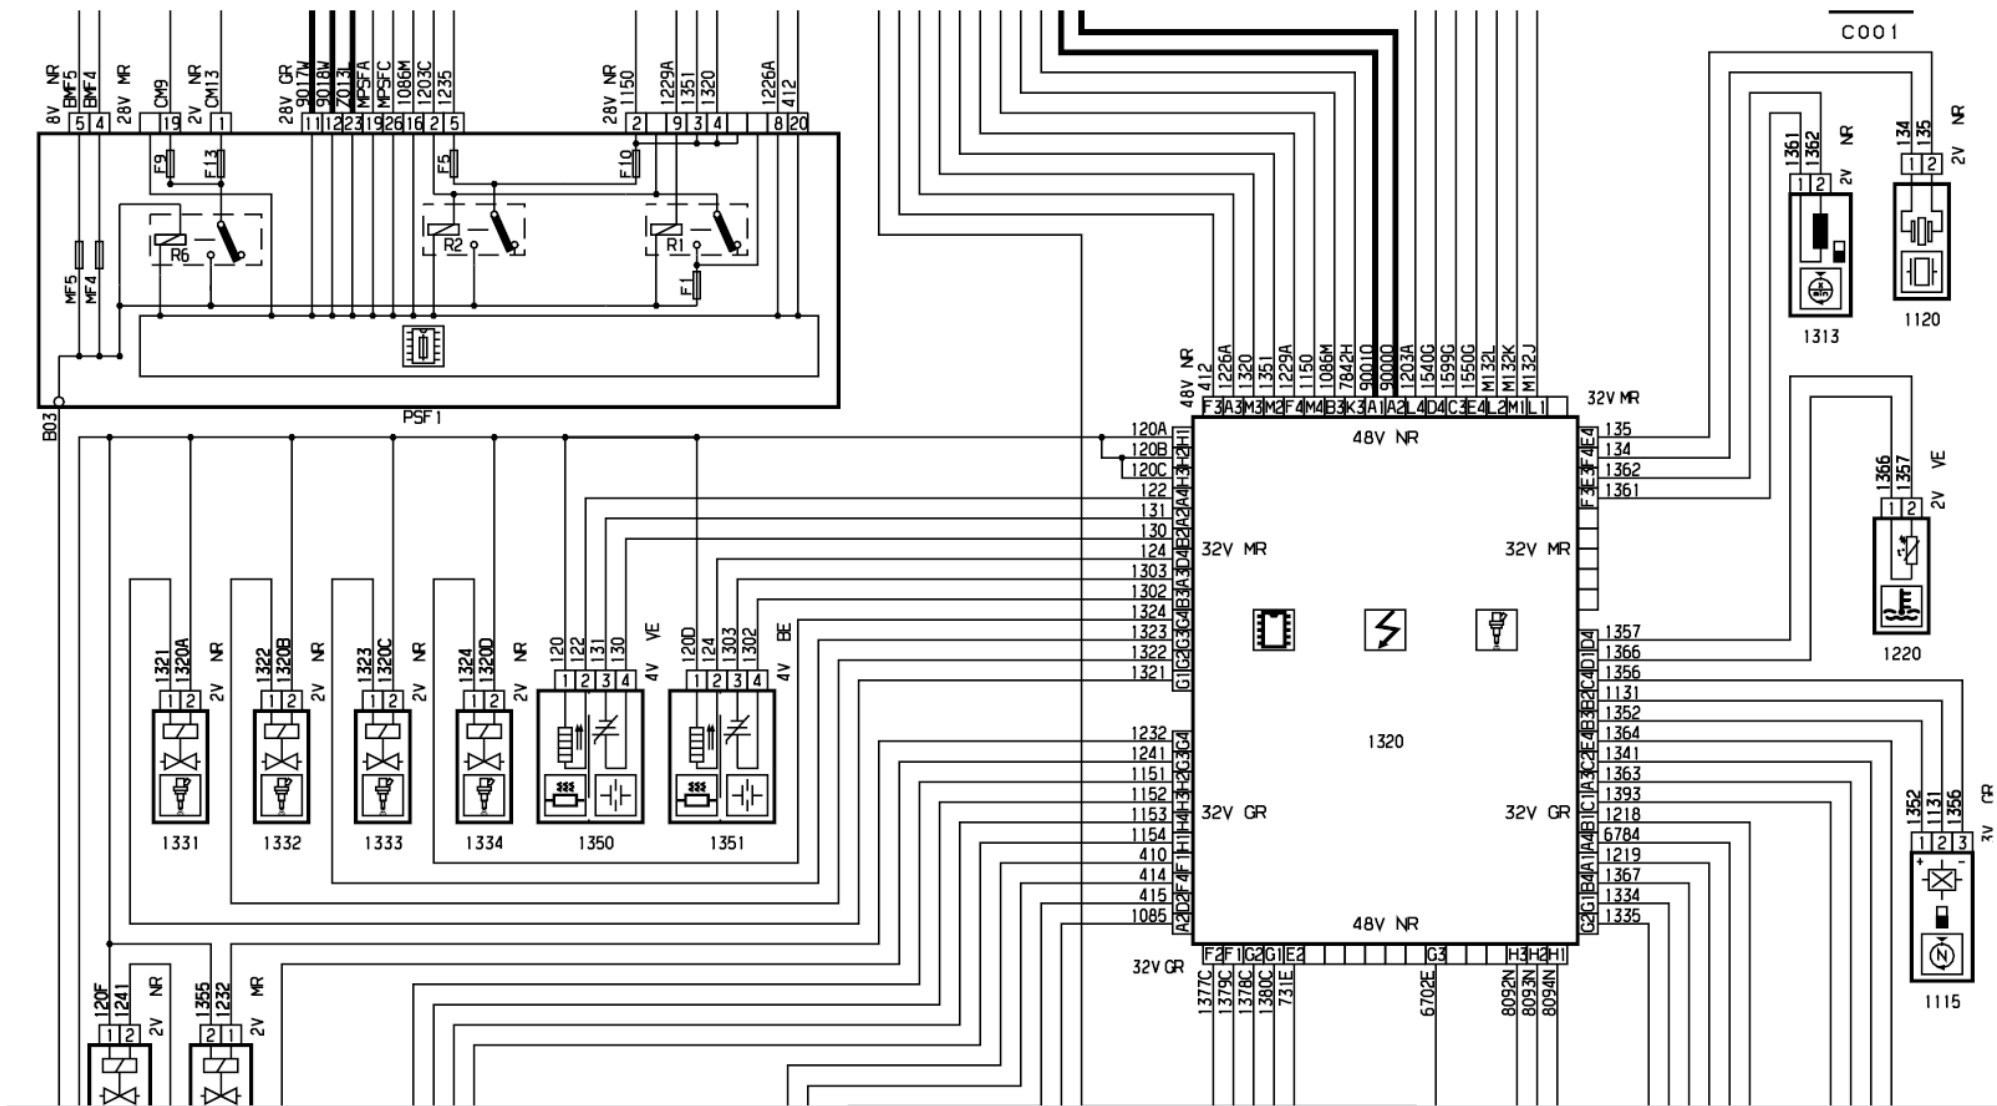 C001
8V NR
BMF5
BMF4
28V MR
CM9
2V NR
CM13
28V GR
9017W
9018W
7013L
MPSFA
MPSFC
1086M
1203C
1235
28V NR
1150
1229A
1351
1320
1226A
412
5 4 19 1 11 12 23 19 26 16 2 5 2 9 3 4 8 20
F9
F13
F5
F10
R6
R2
R1
F1
MF5
MF4
B03
PSF1
1361
1362
2V NR
1 2
1313
134
135
2V NR
1 2
1120
48V NR
412
1226A
1320
1351
1229A
1150
1086M
7842H
9001O
9000O
1203A
1540G
1599G
1550G
M132L
M132K
M132J
F3 A3 M3 M2 F4 M4 B3 K3 A1 A2 L4 D4 C3 E4 L2 M1 L1
32V MR
48V NR
120A H1
120B H2
120C H3
122 A4
131 A2
130 B2
124 D4
1303 A3
1302 B3
1324 G4
1323 G3
1322 G2
1321 G1
E4 135
F4 134
E3 1362
F3 1361
32V MR
32V MR
1366
1357
2V VE
1 2
1220
D4 1357
D1 1366
C4 1356
B2 1131
B3 1352
E4 1364
C2 1341
A3 1363
C1 1393
B1 1218
A4 6784
A1 1219
B4 1367
G1 1334
G2 1335
1320
1321
1320A
2V NR
1 2
1331
1322
1320B
2V NR
1 2
1332
1323
1320C
2V NR
1 2
1333
1324
1320D
2V NR
1 2
1334
120
122
131
130
4V VE
1 2 3 4
1350
120D
124
1303
1302
4V BE
1 2 3 4
1351
1232 G4
1241 G3
1151 H2
1152 H3
1153 H4
1154 H1
410 F1
414 F4
415 D2
1085 A2
32V GR
32V GR
48V NR
32V GR
F2 F1 G2 G1 E2 G3 H3 H2 H1
1377C
1379C
1378C
1380C
731E
6702E
8092N
8093N
8094N
1352
1131
1356
3V GR
1 2 3
+ -
N
1115
120F
1241
2V NR
1 2
1355
1232
2V MR
2 1